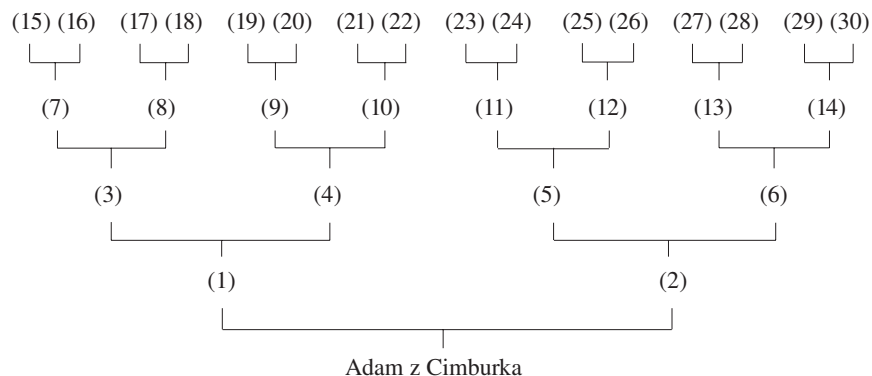 (15) (16) (17) (18) (19) (20) (21) (22) (23) (24) (25) (26) (27) (28) (29) (30)
(7) (8) (9) (10) (11) (12) (13) (14)
(3) (4) (5) (6)
(1) (2)
Adam z Cimburka